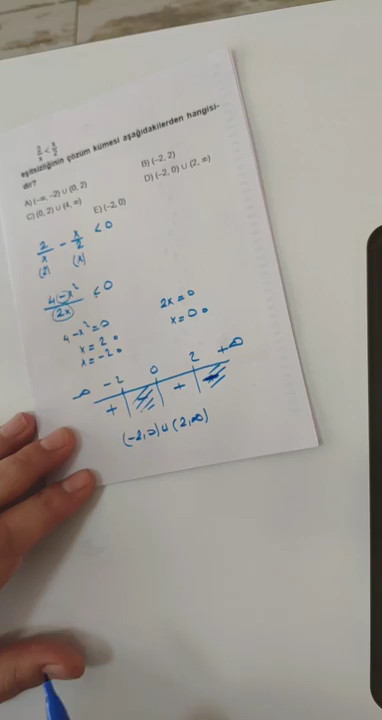 2/x < x/2
eşitsizliğinin çözüm kümesi aşağıdakilerden hangisi-
dir?
A) (-∞, -2) ∪ (0, 2)
B) (-2, 2)
C) (0, 2) ∪ (4, ∞)
D) (-2, 0) ∪ (2, ∞)
E) (-2, 0)
2/x - x/2 < 0
(2) (x)
4-x²/2x < 0
4-x²=0
x=2
x=-2
2x=0
x=0
-∞ -2 0 2 +∞
+ - + -
(-2,0)∪(2,∞)